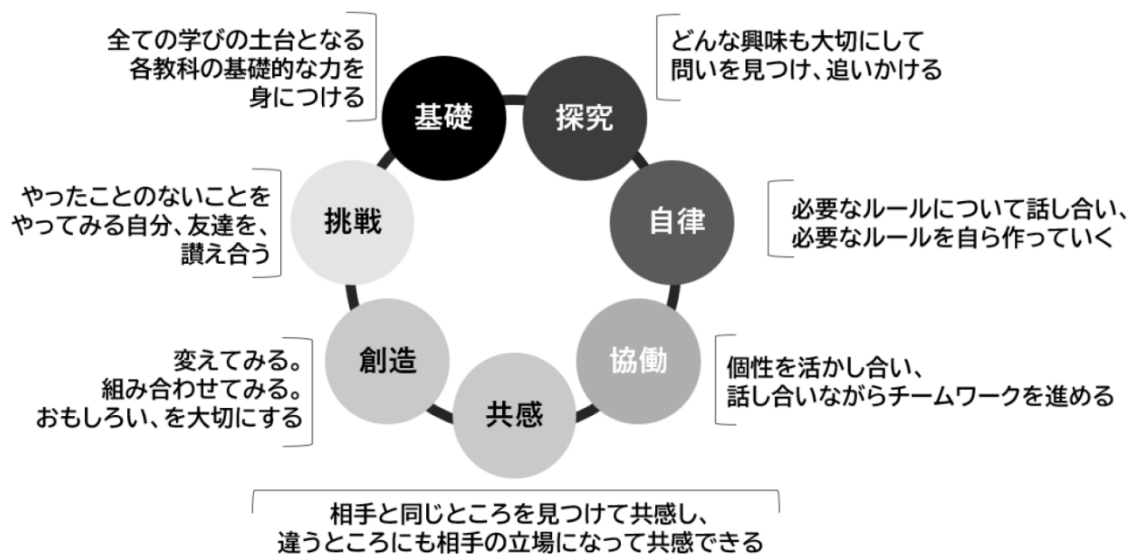 全ての学びの土台となる
各教科の基礎的な力を
身につける
基礎
探究
どんな興味も大切にして
問いを見つけ、追いかける
自律
必要なルールについて話し合い、
必要なルールを自ら作っていく
協働
個性を活かし合い、
話し合いながらチームワークを進める
共感
相手と同じところを見つけて共感し、
違うところにも相手の立場になって共感できる
創造
変えてみる。
組み合わせてみる。
おもしろい、を大切にする
挑戦
やったことのないことを
やってみる自分、友達を、
讃え合う